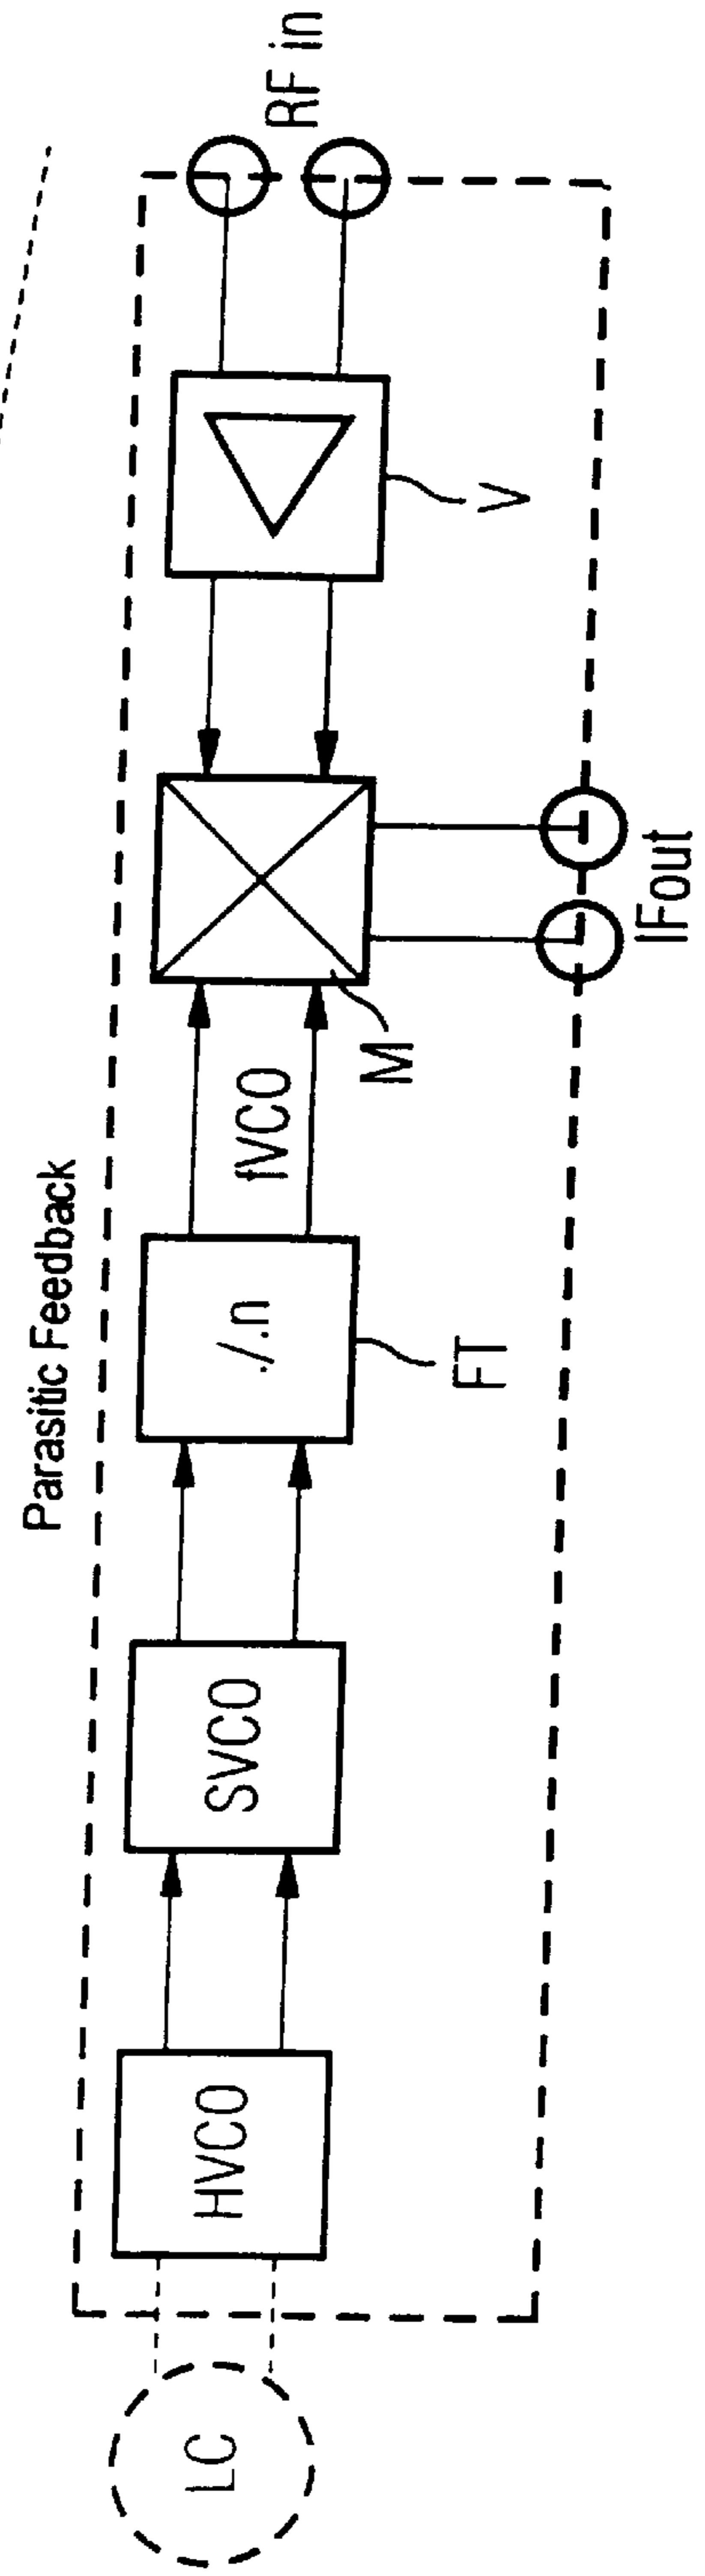 Parasitic Feedback
LC
HVCO
SVCO
./.n
FT
fVCO
M
V
RF in
IFout